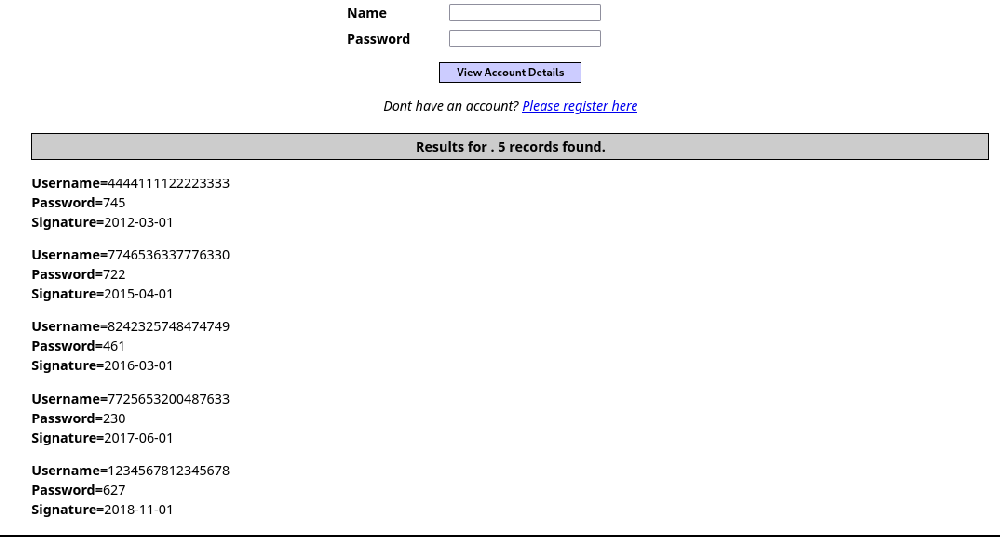 Name
Password
View Account Details
Dont have an account? Please register here
Results for . 5 records found.
Username=4444111122223333
Password=745
Signature=2012-03-01
Username=7746536337776330
Password=722
Signature=2015-04-01
Username=8242325748474749
Password=461
Signature=2016-03-01
Username=7725653200487633
Password=230
Signature=2017-06-01
Username=1234567812345678
Password=627
Signature=2018-11-01